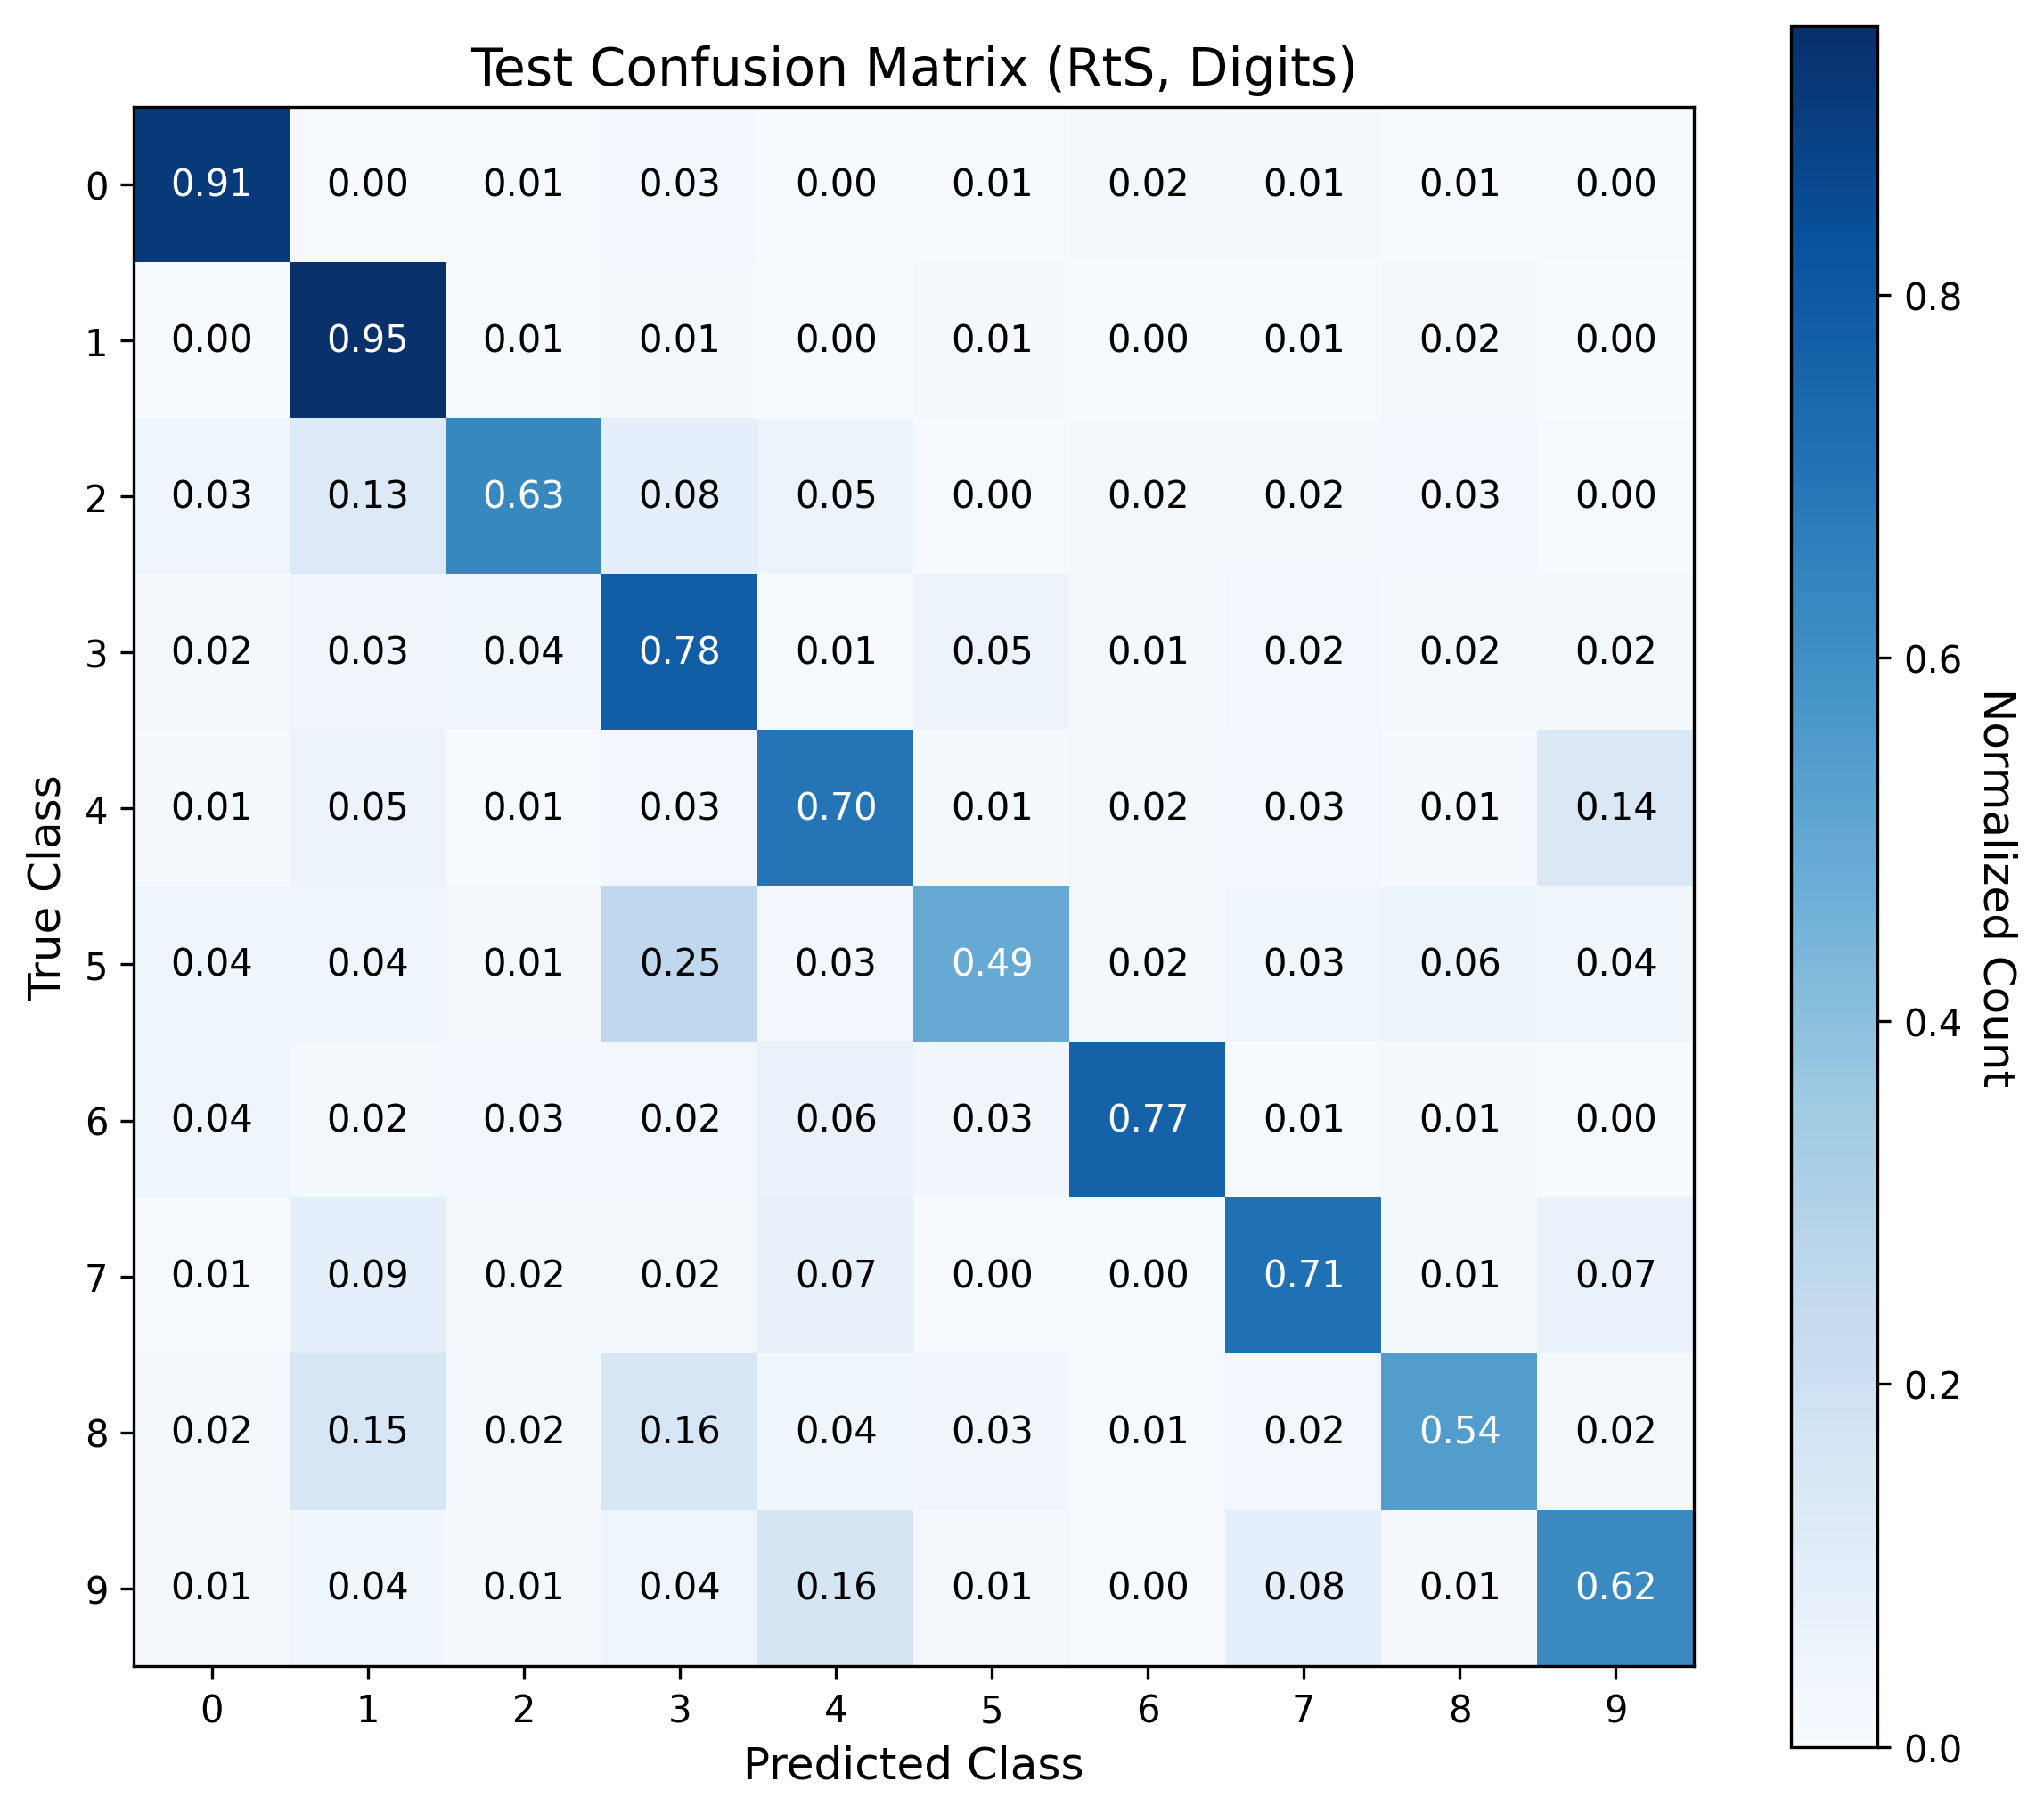 Test Confusion Matrix (RtS, Digits)
0 0.91 0.00 0.01 0.03 0.00 0.01 0.02 0.01 0.01 0.00
1 0.00 0.95 0.01 0.01 0.00 0.01 0.00 0.01 0.02 0.00
2 0.03 0.13 0.63 0.08 0.05 0.00 0.02 0.02 0.03 0.00
3 0.02 0.03 0.04 0.78 0.01 0.05 0.01 0.02 0.02 0.02
4 0.01 0.05 0.01 0.03 0.70 0.01 0.02 0.03 0.01 0.14
5 0.04 0.04 0.01 0.25 0.03 0.49 0.02 0.03 0.06 0.04
6 0.04 0.02 0.03 0.02 0.06 0.03 0.77 0.01 0.01 0.00
7 0.01 0.09 0.02 0.02 0.07 0.00 0.00 0.71 0.01 0.07
8 0.02 0.15 0.02 0.16 0.04 0.03 0.01 0.02 0.54 0.02
9 0.01 0.04 0.01 0.04 0.16 0.01 0.00 0.08 0.01 0.62
0 1 2 3 4 5 6 7 8 9
Predicted Class
True Class
0.8
0.6
0.4
0.2
0.0
Normalized Count